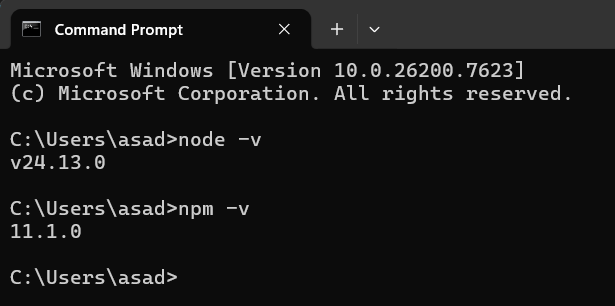 Command Prompt
Microsoft Windows [Version 10.0.26200.7623]
(c) Microsoft Corporation. All rights reserved.
C:\Users\asad>node -v
v24.13.0
C:\Users\asad>npm -v
11.1.0
C:\Users\asad>